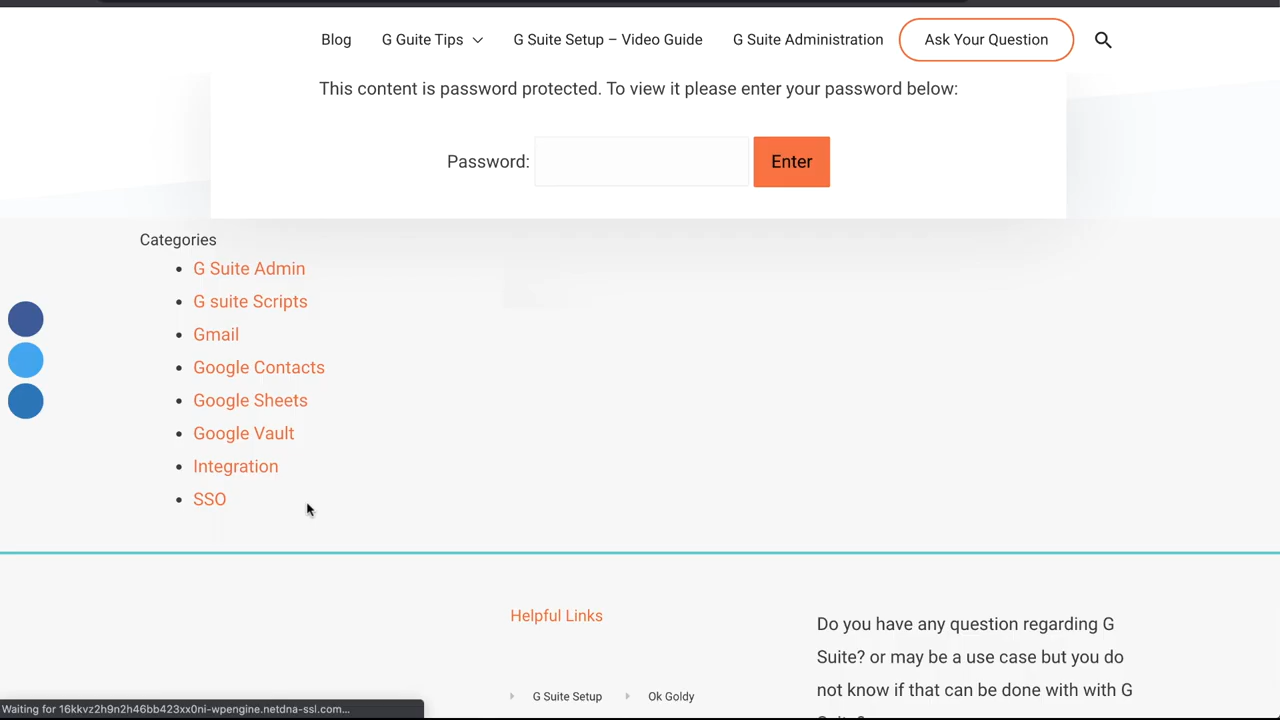 Blog
G Guite Tips
G Suite Setup – Video Guide
G Suite Administration
Ask Your Question
This content is password protected. To view it please enter your password below:
Password:
Enter
Categories
G Suite Admin
G suite Scripts
Gmail
Google Contacts
Google Sheets
Google Vault
Integration
SSO
Helpful Links
G Suite Setup
Ok Goldy
Do you have any question regarding G
Suite? or may be a use case but you do
not know if that can be done with with G
Waiting for 16kkvz2h9n2h46bb423xx0ni-wpengine.netdna-ssl.com...